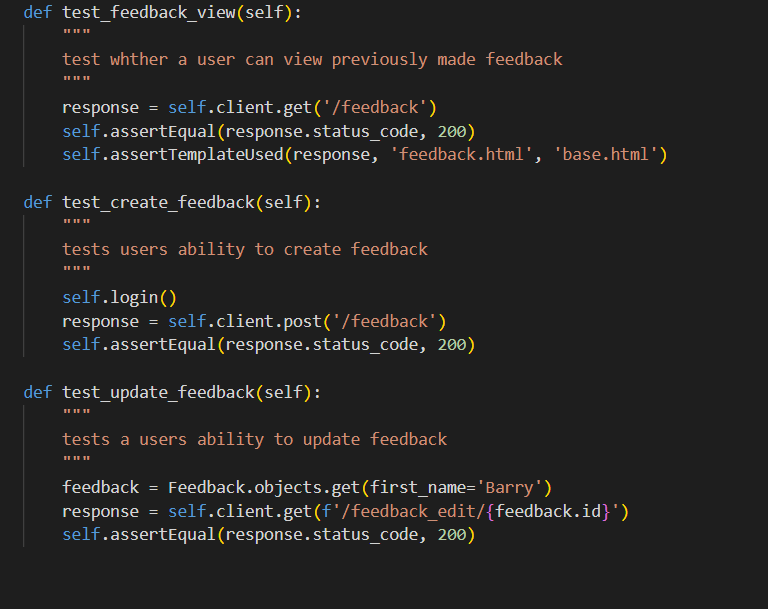 def test_feedback_view(self):
    """
    test whther a user can view previously made feedback
    """
    response = self.client.get('/feedback')
    self.assertEqual(response.status_code, 200)
    self.assertTemplateUsed(response, 'feedback.html', 'base.html')

def test_create_feedback(self):
    """
    tests users ability to create feedback
    """
    self.login()
    response = self.client.post('/feedback')
    self.assertEqual(response.status_code, 200)

def test_update_feedback(self):
    """
    tests a users ability to update feedback
    """
    feedback = Feedback.objects.get(first_name='Barry')
    response = self.client.get(f'/feedback_edit/{feedback.id}')
    self.assertEqual(response.status_code, 200)